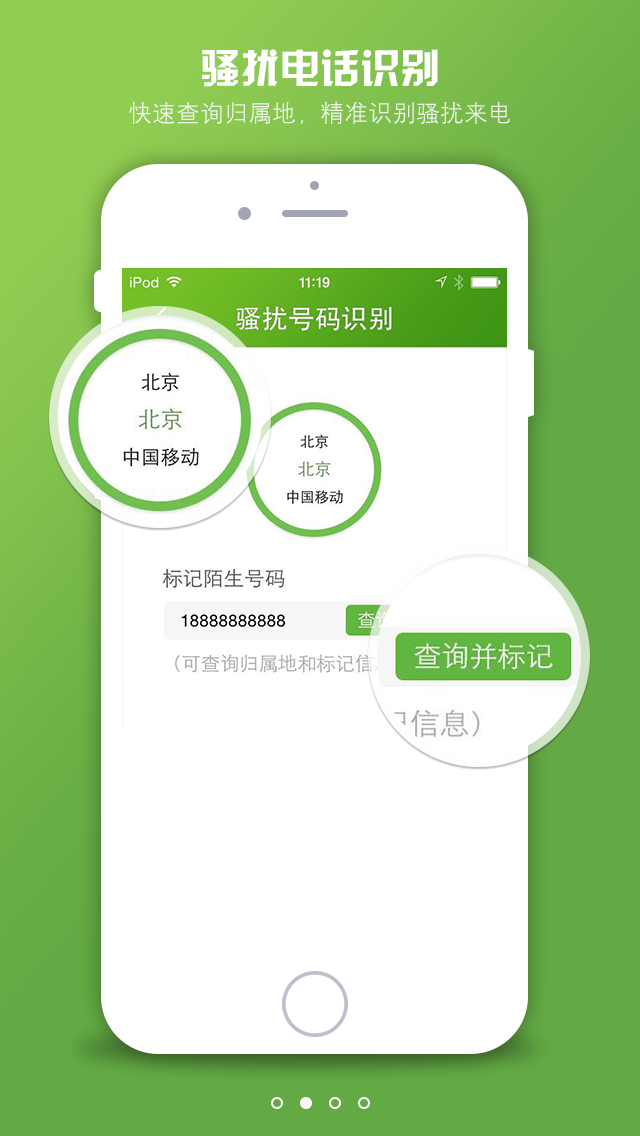 骚扰电话识别
快速查询归属地，精准识别骚扰来电
iPod 11:19
骚扰号码识别
北京
北京
中国移动
北京
北京
中国移动
标记陌生号码
18888888888
查询
（可查询归属地和标记信
查询并标记
信息）